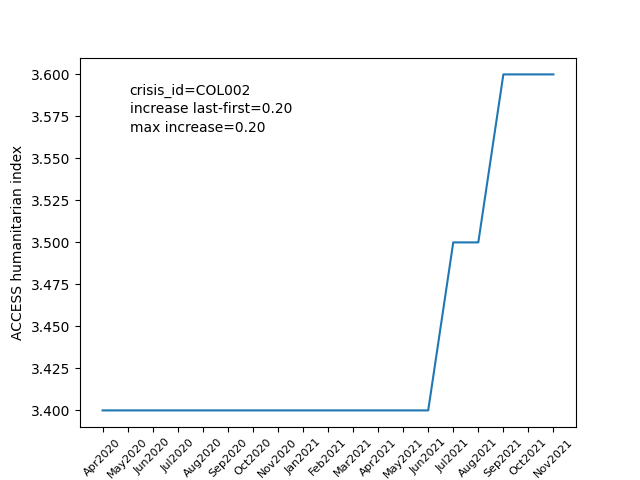 crisis_id=COL002
increase last-first=0.20
max increase=0.20
ACCESS humanitarian index
3.600
3.575
3.550
3.525
3.500
3.475
3.450
3.425
3.400
Apr2020
May2020
Jun2020
Jul2020
Aug2020
Sep2020
Oct2020
Nov2020
Jan2021
Feb2021
Mar2021
Apr2021
May2021
Jun2021
Jul2021
Aug2021
Sep2021
Oct2021
Nov2021